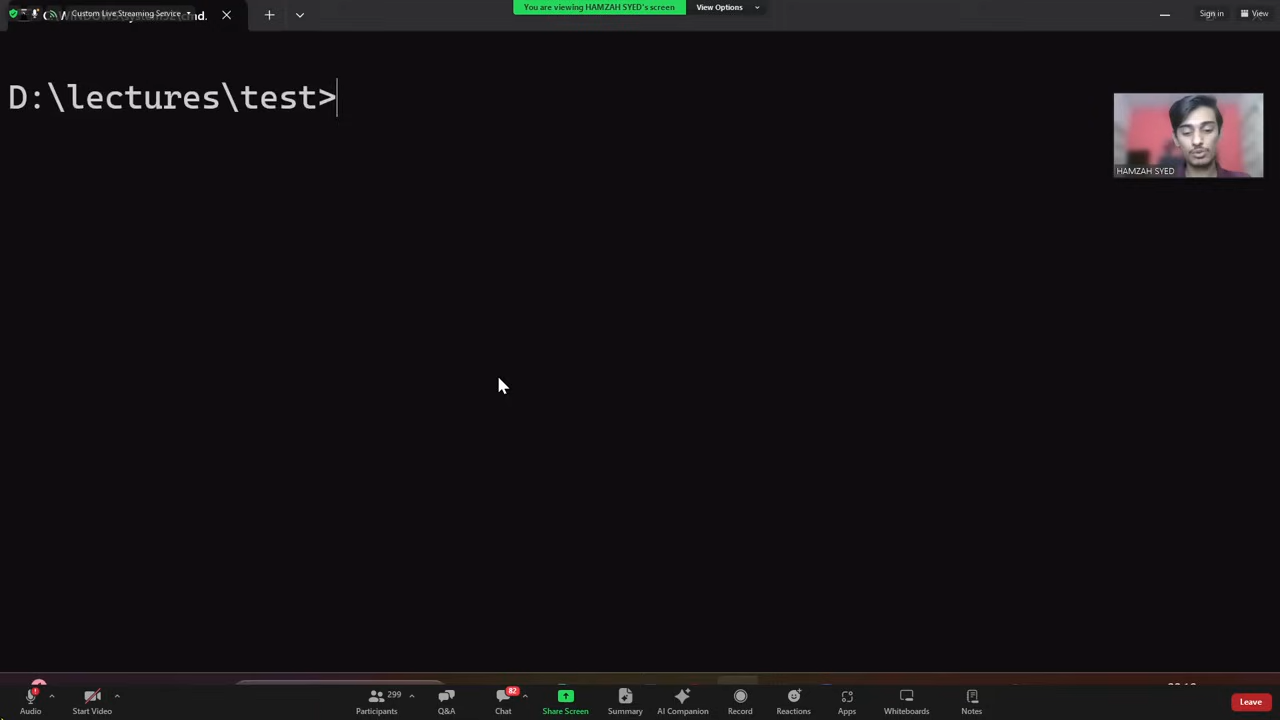 Custom Live Streaming Service
nd.
You are viewing HAMZAH SYED's screen
View Options
Sign in
View
D:\lectures\test>
HAMZAH SYED
Audio
Start Video
299
Participants
Q&A
82
Chat
Share Screen
Summary
AI Companion
Record
Reactions
Apps
Whiteboards
Notes
Leave